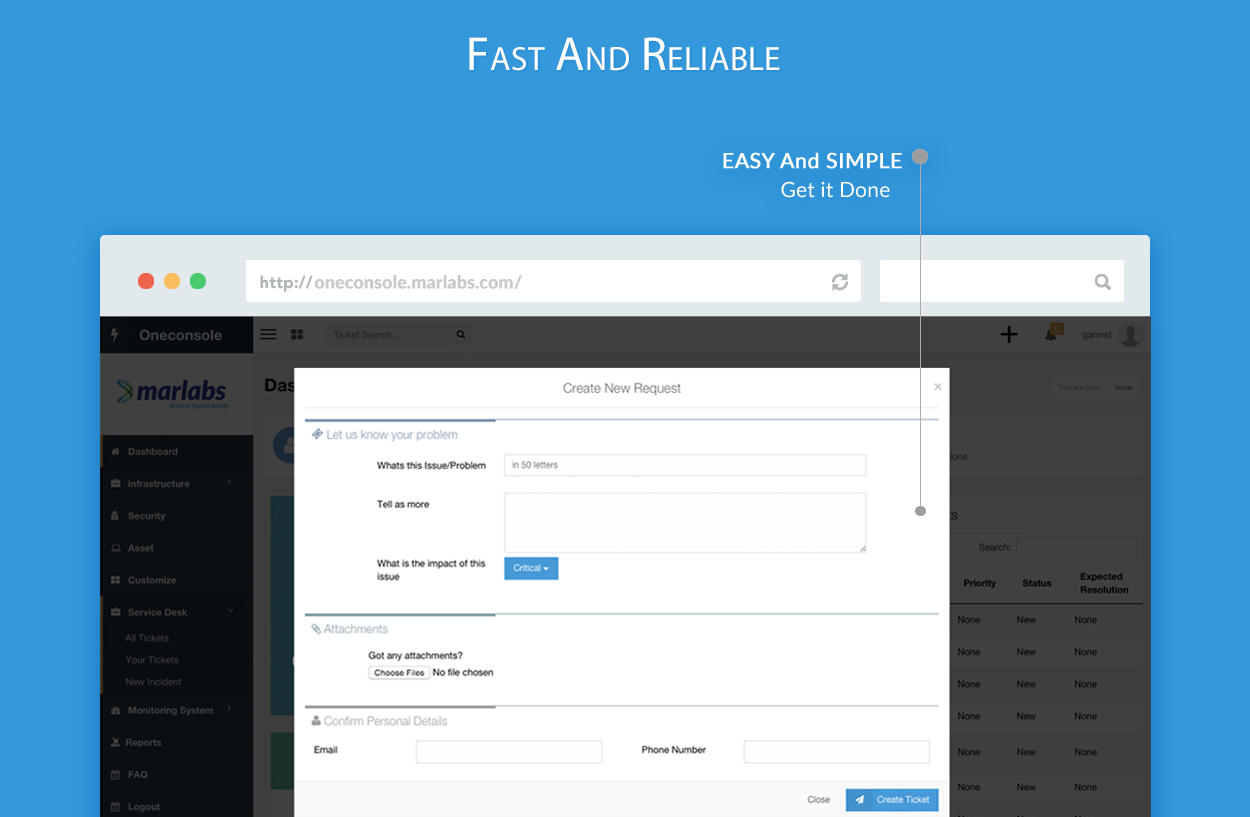 Fast And Reliable
EASY And SIMPLE
Get it Done
http://oneconsole.marlabs.com/
Oneconsole
Ticket Search...
0
gannet
marlabs
driving digital agility
Das
You are here: > Home
Create New Request
×
Dashboard
Infrastructure
Security
Asset
Customize
Service Desk
All Tickets
Your Tickets
New Incident
Monitoring System
Reports
FAQ
Logout
Let us know your problem
Whats this Issue/Problem
in 50 letters
Tell as more
What is the impact of this
issue
Critical
Attachments
Got any attachments?
Choose Files No file chosen
Confirm Personal Details
Email
Phone Number
Close
Create Ticket
ions
Search:
Priority Status Expected
Resolution
None New None
None New None
None New None
None New None
None New None
None New None